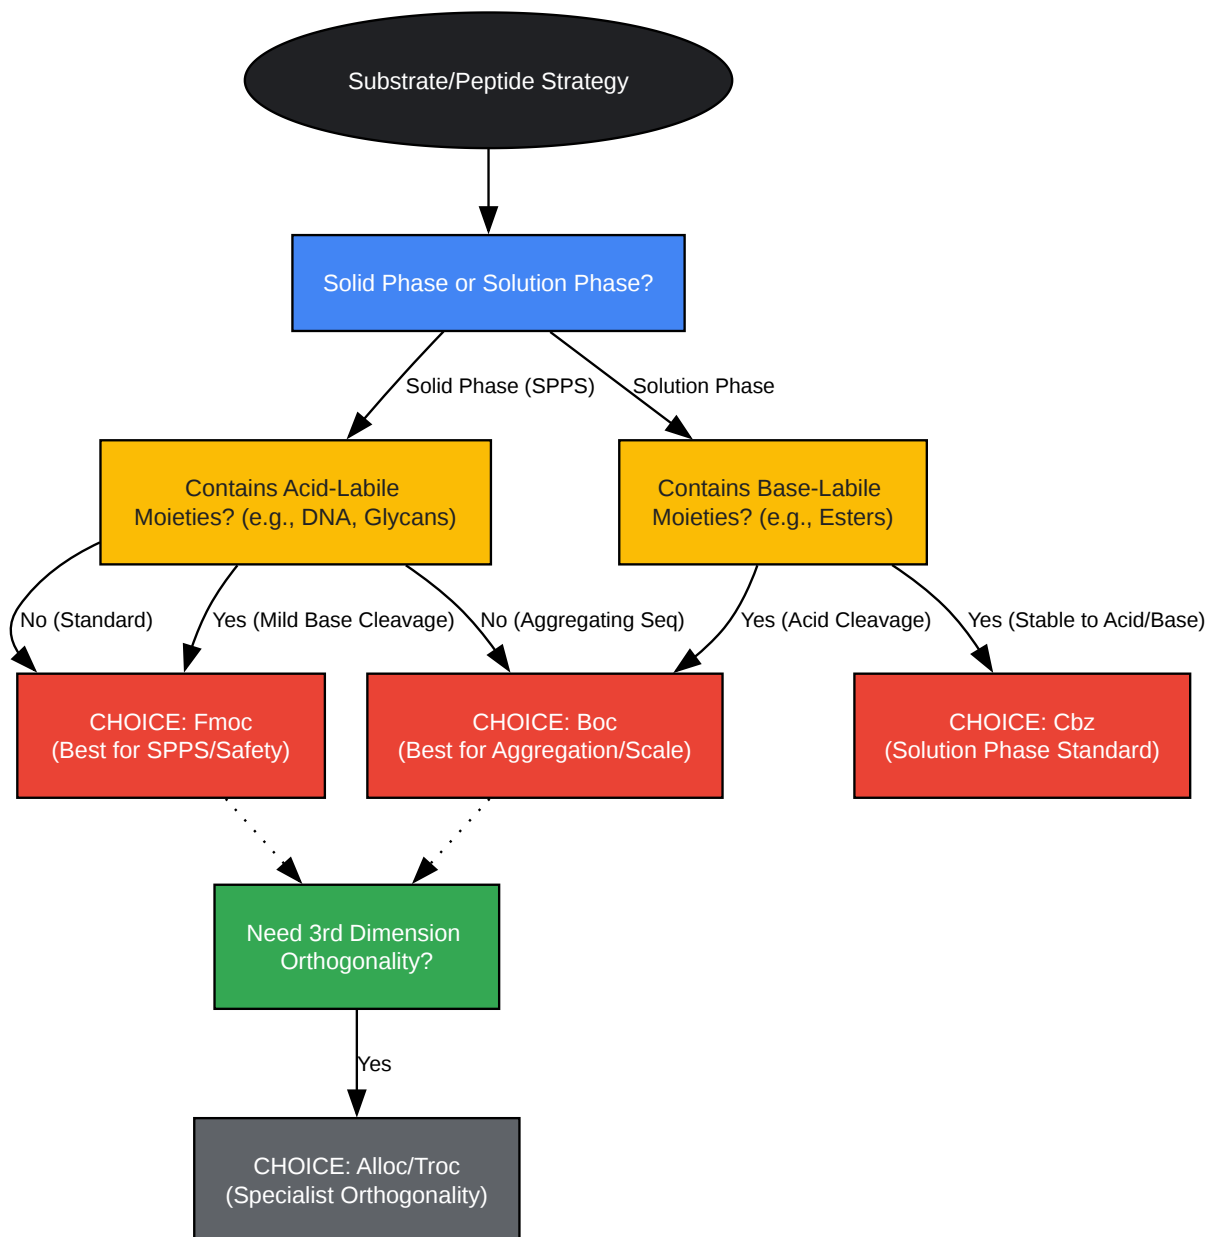 Substrate/Peptide Strategy
Solid Phase or Solution Phase?
Solid Phase (SPPS)
Solution Phase
Contains Acid-Labile
Moieties? (e.g., DNA, Glycans)
Contains Base-Labile
Moieties? (e.g., Esters)
No (Standard)
Yes (Mild Base Cleavage)
No (Aggregating Seq)
Yes (Acid Cleavage)
Yes (Stable to Acid/Base)
CHOICE: Fmoc
(Best for SPPS/Safety)
CHOICE: Boc
(Best for Aggregation/Scale)
CHOICE: Cbz
(Solution Phase Standard)
Need 3rd Dimension
Orthogonality?
Yes
CHOICE: Alloc/Troc
(Specialist Orthogonality)